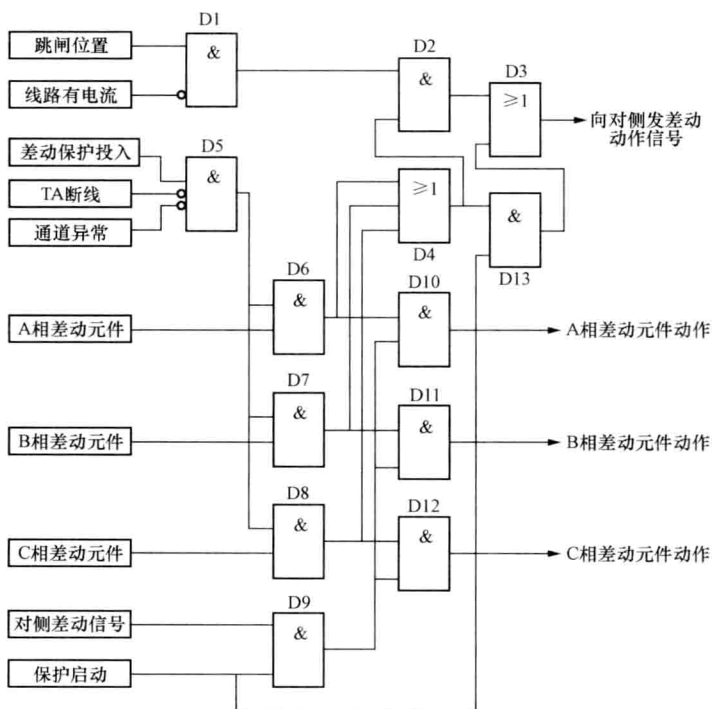 D1
跳闸位置
&
线路有电流
D2
&
D3
≥1
向对侧发差动
动作信号
差动保护投入
D5
&
TA断线
通道异常
≥1
D4
&
D13
D6
&
A相差动元件
D10
&
A相差动元件动作
D7
&
B相差动元件
D11
&
B相差动元件动作
D8
&
C相差动元件
D12
&
C相差动元件动作
D9
对侧差动信号
&
保护启动